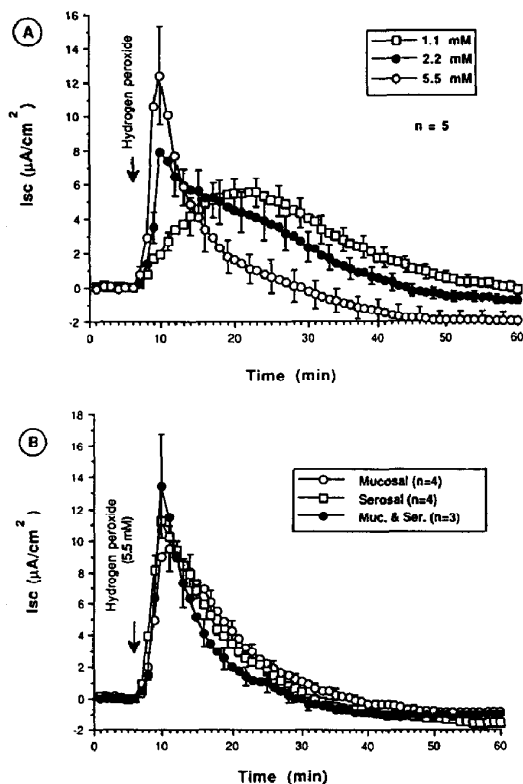 A
Isc (µA/cm²)
16
14
12
10
8
6
4
2
0
-2
Hydrogen peroxide
1.1 mM
2.2 mM
5.5 mM
n = 5
0 10 20 30 40 50 60
Time (min)
B
Isc (µA/cm²)
18
16
14
12
10
8
6
4
2
0
-2
Hydrogen peroxide
(5.5 mM)
Mucosal (n=4)
Serosal (n=4)
Muc. & Ser. (n=3)
0 10 20 30 40 50 60
Time (min)